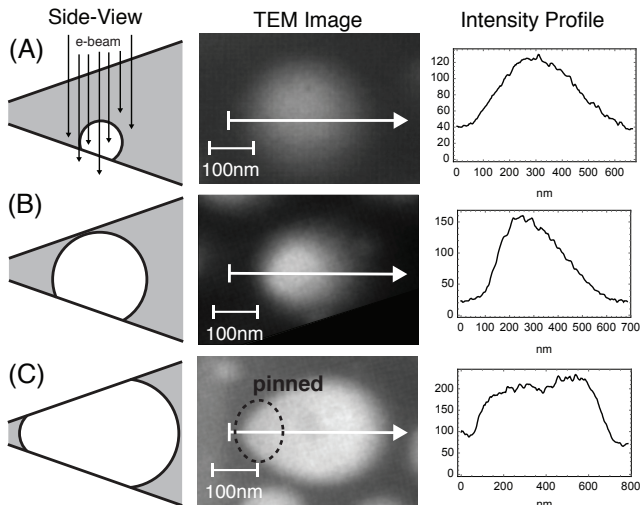 Side-View
TEM Image
Intensity Profile
(A)
e-beam
100nm
120
100
80
60
40
20
0
0 100 200 300 400 500 600
nm
(B)
100nm
150
100
50
0
0 100 200 300 400 500 600 700
nm
(C)
pinned
100nm
200
150
100
50
0
0 200 400 600 800
nm